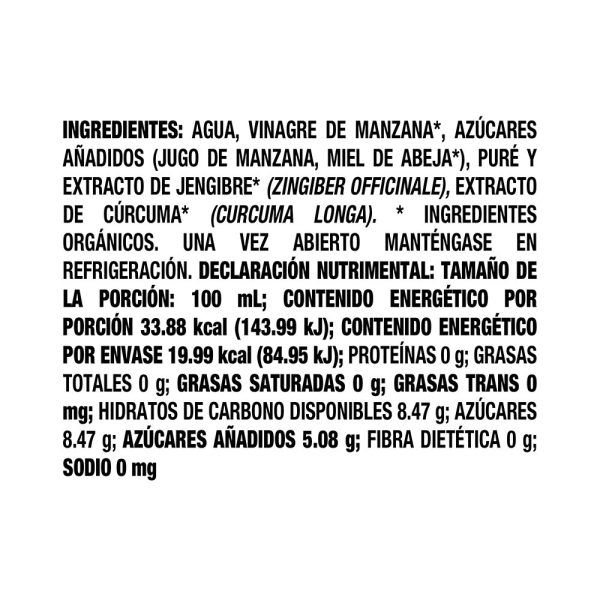 INGREDIENTES: AGUA, VINAGRE DE MANZANA*, AZÚCARES
AÑADIDOS (JUGO DE MANZANA, MIEL DE ABEJA*), PURÉ Y
EXTRACTO DE JENGIBRE* (ZINGIBER OFFICINALE), EXTRACTO
DE CÚRCUMA* (CURCUMA LONGA). * INGREDIENTES
ORGÁNICOS. UNA VEZ ABIERTO MANTÉNGASE EN
REFRIGERACIÓN. DECLARACIÓN NUTRIMENTAL: TAMAÑO DE
LA PORCIÓN: 100 mL; CONTENIDO ENERGÉTICO POR
PORCIÓN 33.88 kcal (143.99 kJ); CONTENIDO ENERGÉTICO
POR ENVASE 19.99 kcal (84.95 kJ); PROTEÍNAS 0 g; GRASAS
TOTALES 0 g; GRASAS SATURADAS 0 g; GRASAS TRANS 0
mg; HIDRATOS DE CARBONO DISPONIBLES 8.47 g; AZÚCARES
8.47 g; AZÚCARES AÑADIDOS 5.08 g; FIBRA DIETÉTICA 0 g;
SODIO 0 mg